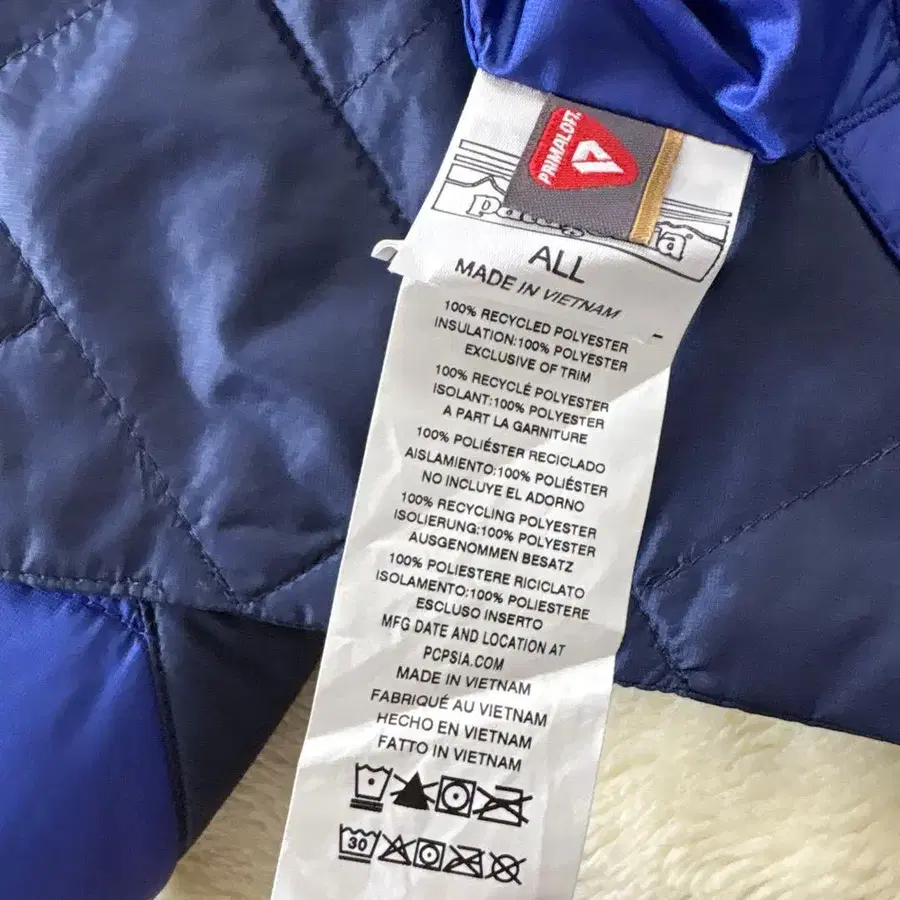 PRIMALOFT
ALL
MADE IN VIETNAM
100% RECYCLED POLYESTER
INSULATION:100% POLYESTER
EXCLUSIVE OF TRIM
100% RECYCLÉ POLYESTER
ISOLANT:100% POLYESTER
A PART LA GARNITURE
100% POLIÉSTER RECICLADO
AISLAMIENTO:100% POLIÉSTER
NO INCLUYE EL ADORNO
100% RECYCLING POLYESTER
ISOLIERUNG:100% POLYESTER
AUSGENOMMEN BESATZ
100% POLIESTERE RICICLATO
ISOLAMENTO:100% POLIESTERE
ESCLUSO INSERTO
MFG DATE AND LOCATION AT
PCPSIA.COM
MADE IN VIETNAM
FABRIQUÉ AU VIETNAM
HECHO EN VIETNAM
FATTO IN VIETNAM
30